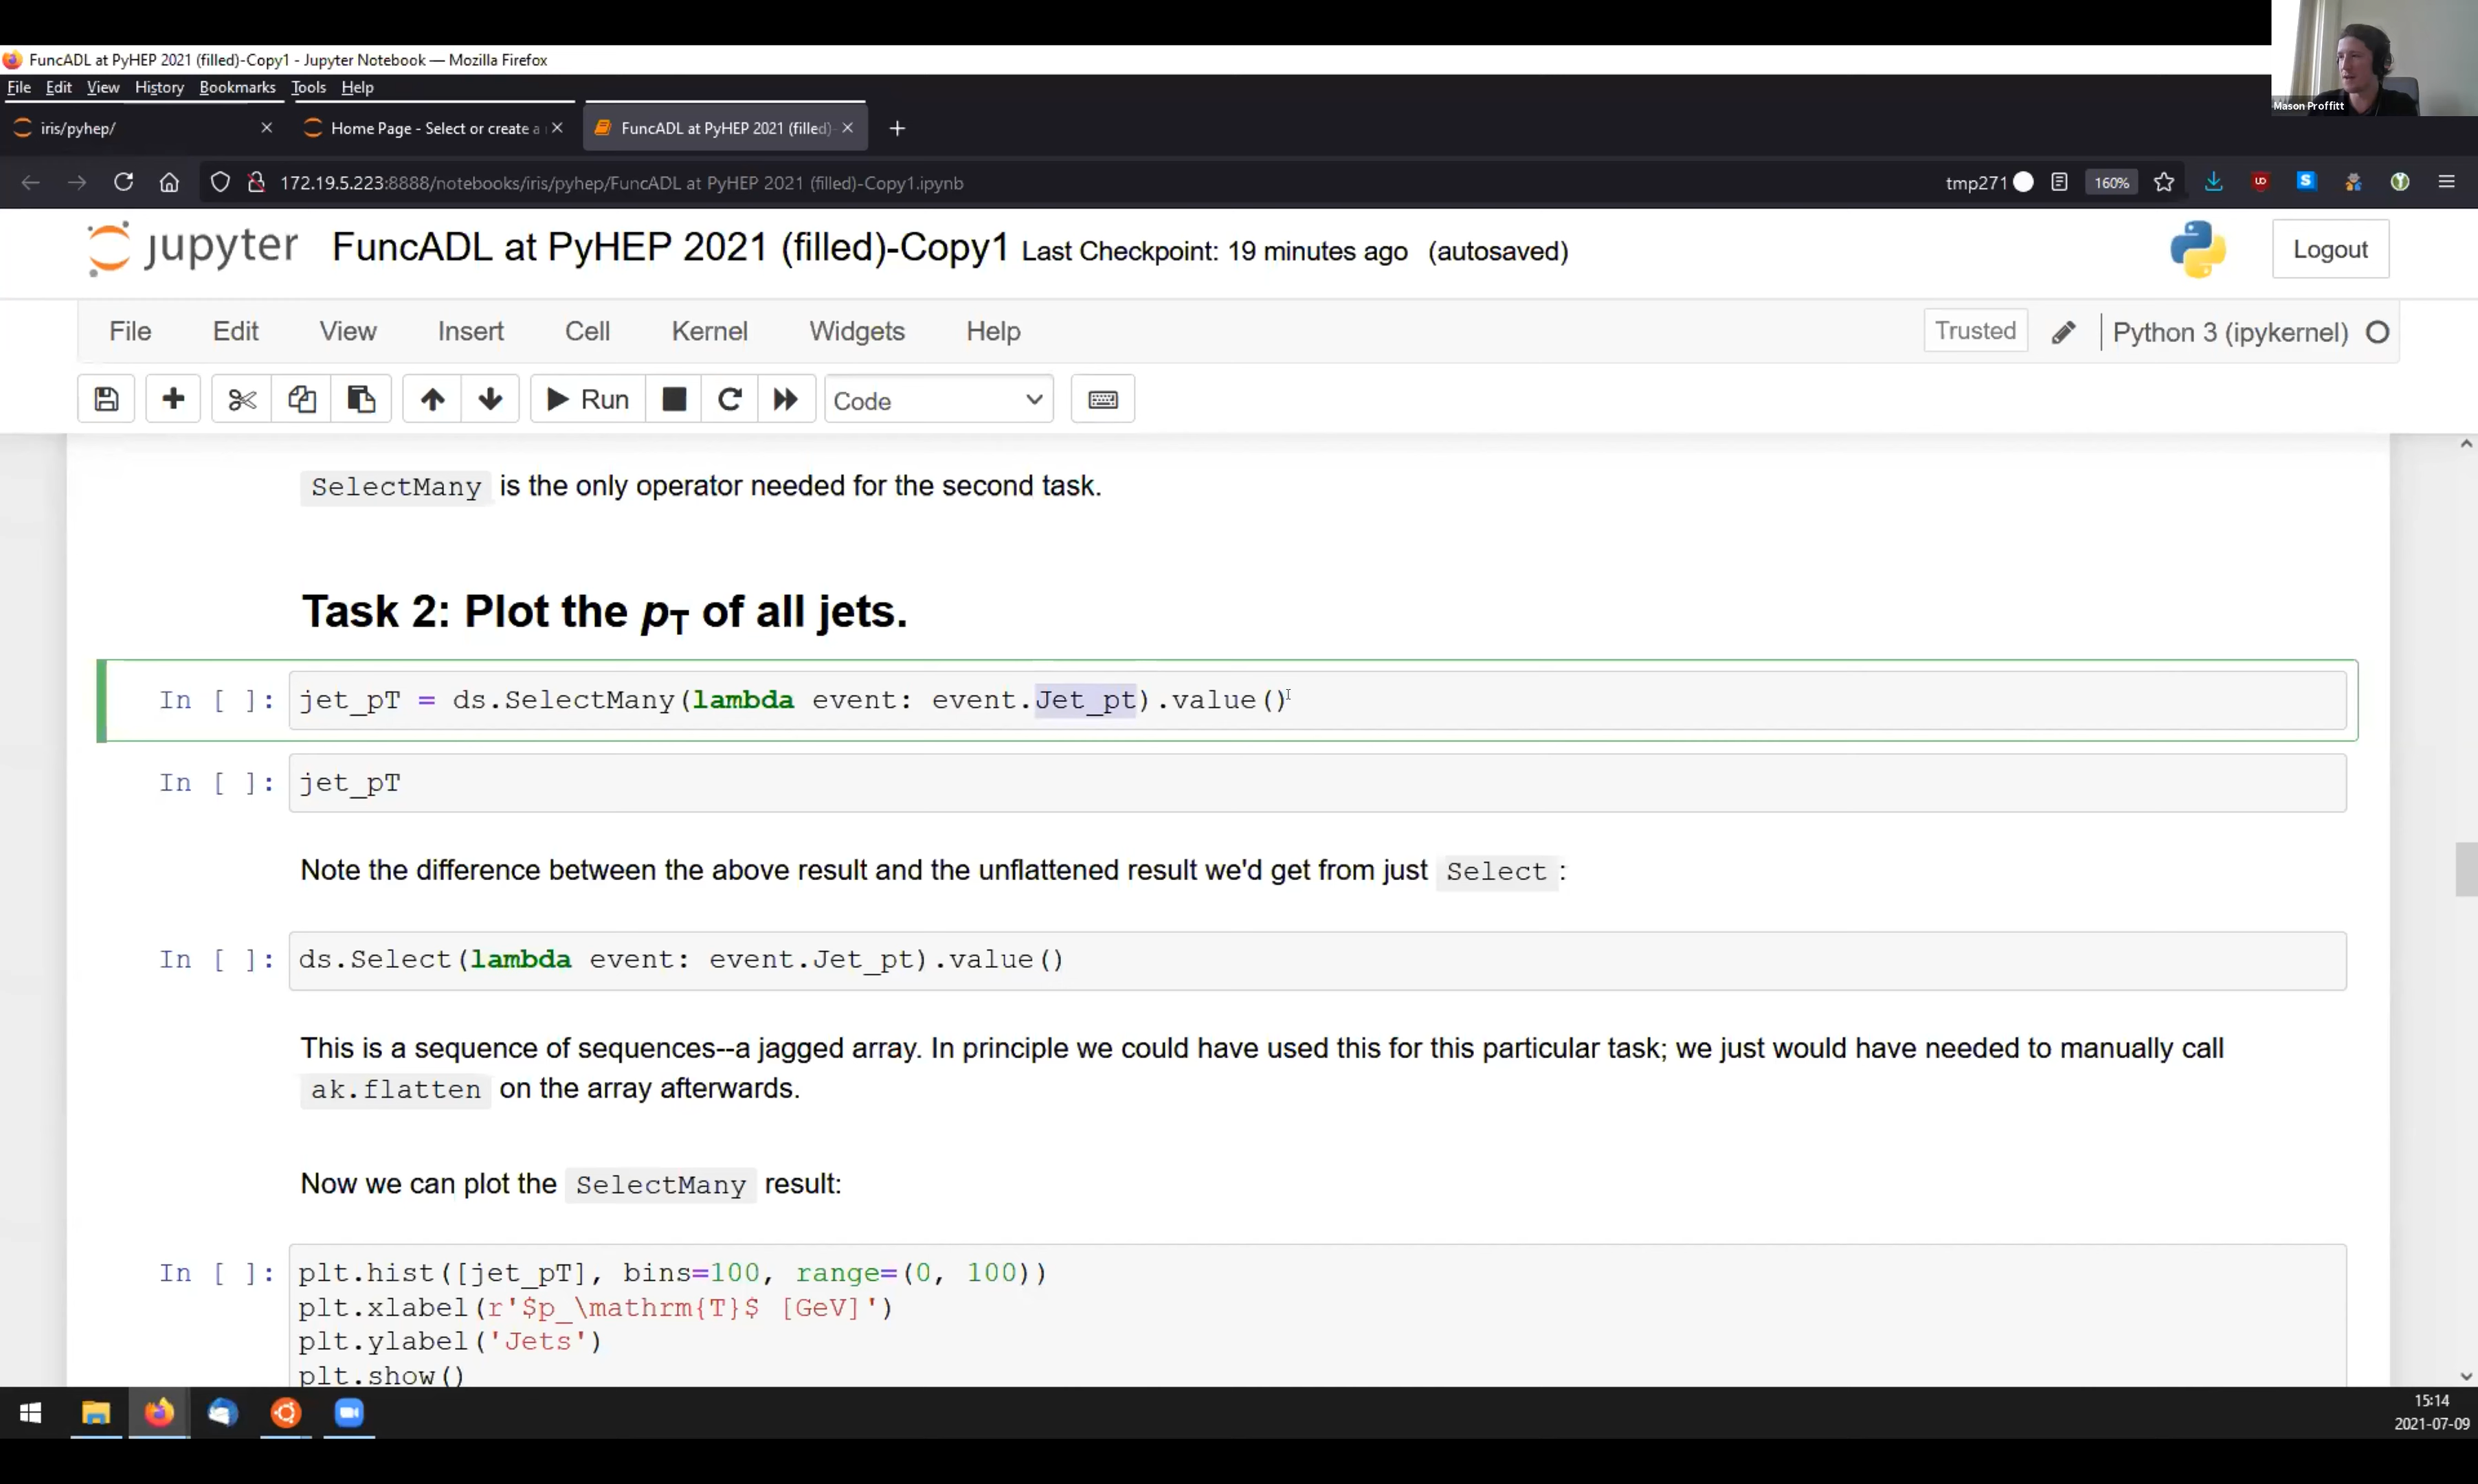 FuncADL at PyHEP 2021 (filled)-Copy1 - Jupyter Notebook — Mozilla Firefox
Mason Proffitt
File Edit View History Bookmarks Tools Help
iris/pyhep/
Home Page - Select or create a
FuncADL at PyHEP 2021 (filled)-
172.19.5.223:8888/notebooks/iris/pyhep/FuncADL at PyHEP 2021 (filled)-Copy1.ipynb
tmp271
160%
jupyter FuncADL at PyHEP 2021 (filled)-Copy1 Last Checkpoint: 19 minutes ago (autosaved)
Logout
File Edit View Insert Cell Kernel Widgets Help
Trusted
Python 3 (ipykernel)
Run
Code
SelectMany is the only operator needed for the second task.
Task 2: Plot the pT of all jets.
In [ ]: jet_pT = ds.SelectMany(lambda event: event.Jet_pt).value()
In [ ]: jet_pT
Note the difference between the above result and the unflattened result we'd get from just Select :
In [ ]: ds.Select(lambda event: event.Jet_pt).value()
This is a sequence of sequences--a jagged array. In principle we could have used this for this particular task; we just would have needed to manually call
ak.flatten on the array afterwards.
Now we can plot the SelectMany result:
In [ ]: plt.hist([jet_pT], bins=100, range=(0, 100))
plt.xlabel(r'$p_\mathrm{T}$ [GeV]')
plt.ylabel('Jets')
plt.show()
15:14
2021-07-09